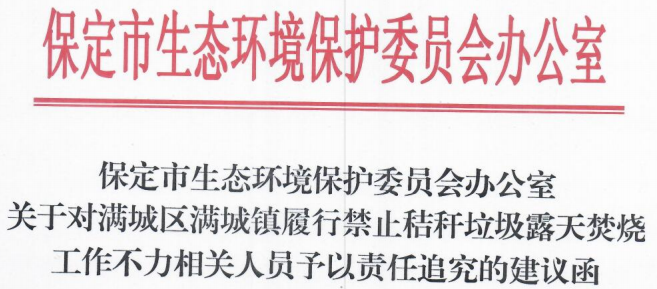 保定市生态环境保护委员会办公室
保定市生态环境保护委员会办公室
关于对满城区满城镇履行禁止秸秆垃圾露天焚烧
工作不力相关人员予以责任追究的建议函